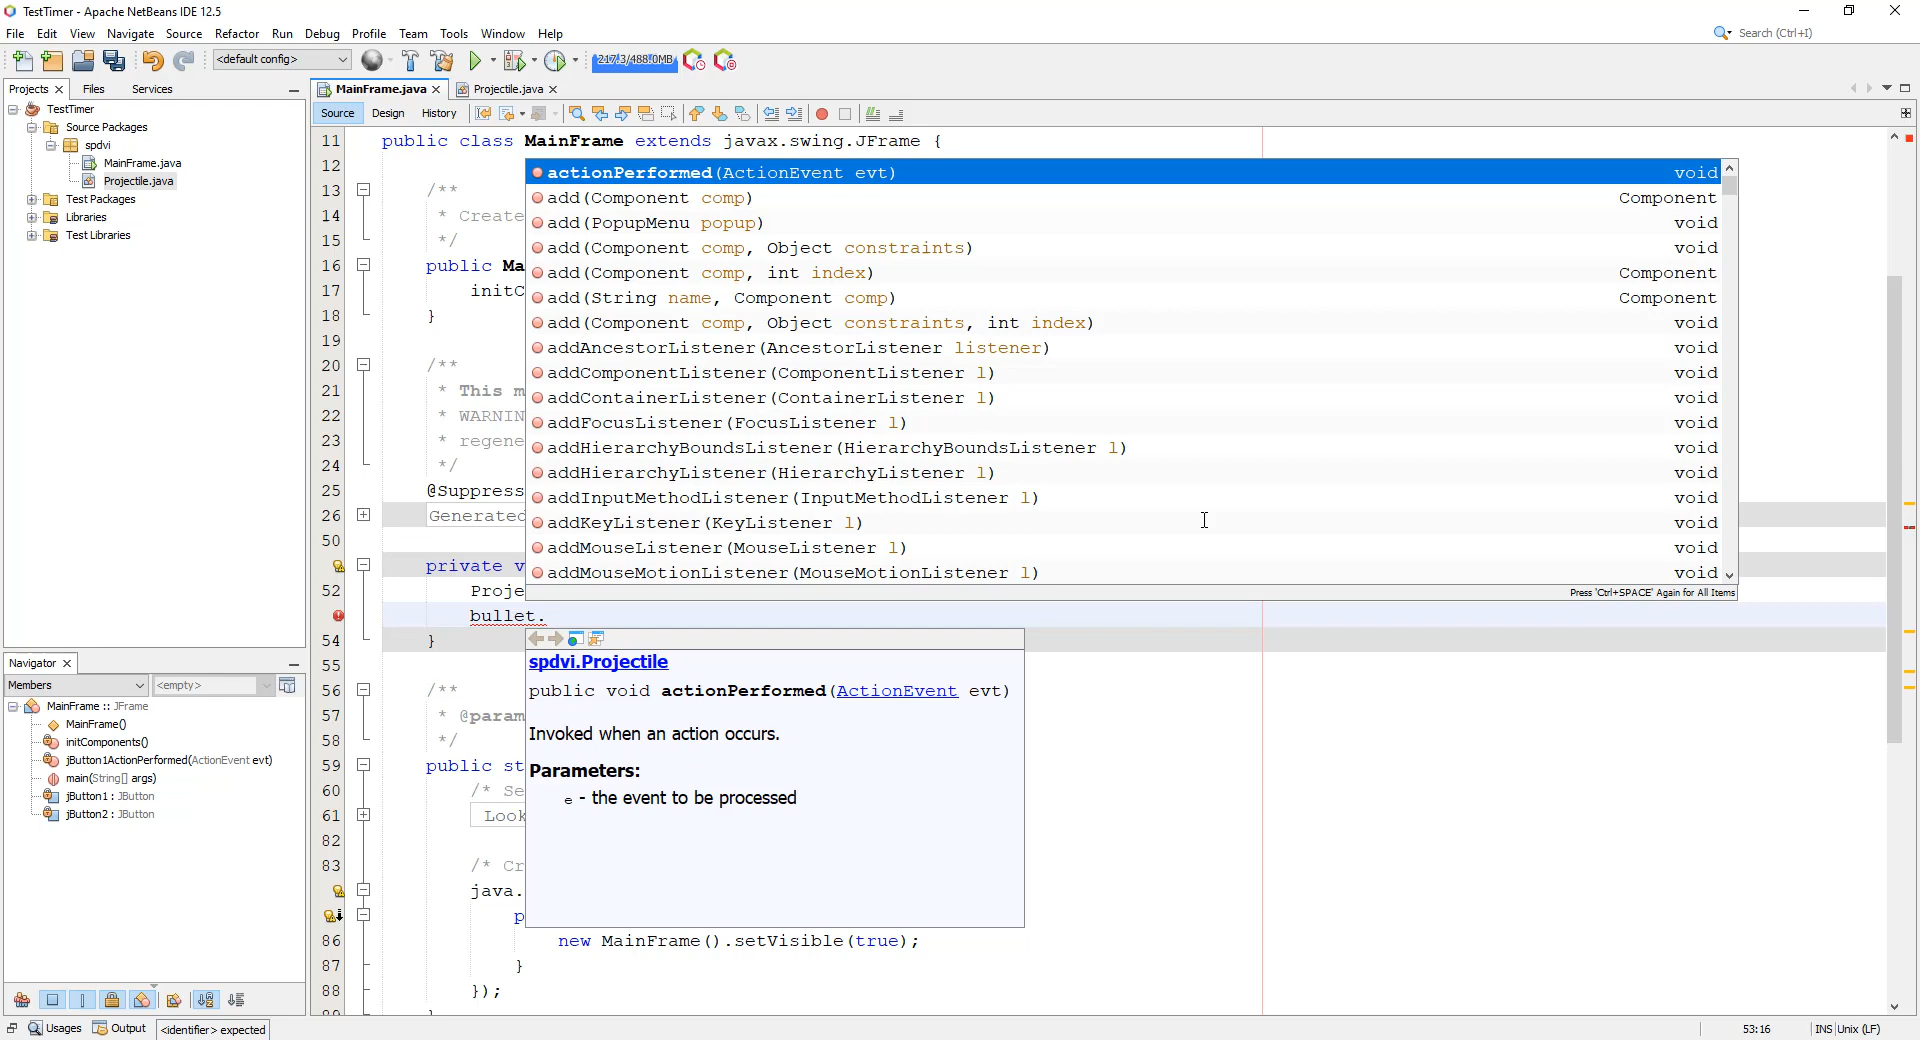 TestTimer - Apache NetBeans IDE 12.5
File Edit View Navigate Source Refactor Run Debug Profile Team Tools Window Help
Search (Ctrl+I)
<default config>
217.3/488.0MB
Projects
Files
Services
TestTimer
Source Packages
spdvi
MainFrame.java
Projectile.java
Test Packages
Libraries
Test Libraries
Navigator
Members
<empty>
MainFrame :: JFrame
MainFrame()
initComponents()
jButton1ActionPerformed(ActionEvent evt)
main(String[] args)
jButton1 : JButton
jButton2 : JButton
MainFrame.java
Projectile.java
Source
Design
History
11 public class MainFrame extends javax.swing.JFrame {
12
13 /**
14 * Create
15 */
16 public Ma
17 initC
18 }
19
20 /**
21 * This m
22 * WARNIN
23 * regene
24 */
25 @Suppress
26 Generated
50
private v
52 Proje
bullet.
54 }
55
56 /**
57 * @param
58 */
59 public st
60 /* Se
61 Look
82
83 /* Cr
java.
p
86 new MainFrame().setVisible(true);
87 }
88 });
actionPerformed(ActionEvent evt) void
add(Component comp) Component
add(PopupMenu popup) void
add(Component comp, Object constraints) void
add(Component comp, int index) Component
add(String name, Component comp) Component
add(Component comp, Object constraints, int index) void
addAncestorListener(AncestorListener listener) void
addComponentListener(ComponentListener l) void
addContainerListener(ContainerListener l) void
addFocusListener(FocusListener l) void
addHierarchyBoundsListener(HierarchyBoundsListener l) void
addHierarchyListener(HierarchyListener l) void
addInputMethodListener(InputMethodListener l) void
addKeyListener(KeyListener l) void
addMouseListener(MouseListener l) void
addMouseMotionListener(MouseMotionListener l) void
Press 'Ctrl+SPACE' Again for All Items
spdvi.Projectile
public void actionPerformed(ActionEvent evt)
Invoked when an action occurs.
Parameters:
e - the event to be processed
Usages
Output
<identifier> expected
53:16
INS
Unix (LF)